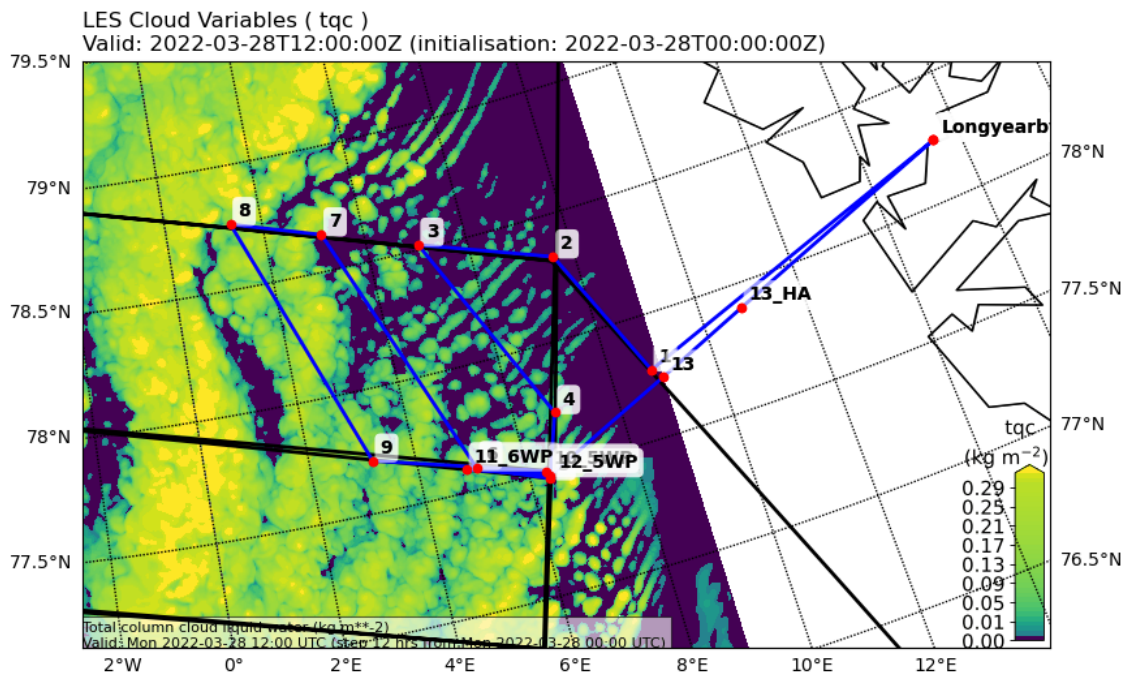 LES Cloud Variables ( tqc )
Valid: 2022-03-28T12:00:00Z (initialisation: 2022-03-28T00:00:00Z)
79.5°N
79°N
78.5°N
78°N
77.5°N
78°N
77.5°N
77°N
76.5°N
Longyearb
8
7
3
2
13_HA
1
13
4
9
11_6WP
12_5WP
tqc
(kg m−2)
0.29
0.25
0.21
0.17
0.13
0.09
0.05
0.01
0.00
Total column cloud liquid water (kg m**-2)
Valid: Mon 2022-03-28 12:00 UTC (step 12 hrs from Mon 2022-03-28 00:00 UTC)
2°W
0°
2°E
4°E
6°E
8°E
10°E
12°E